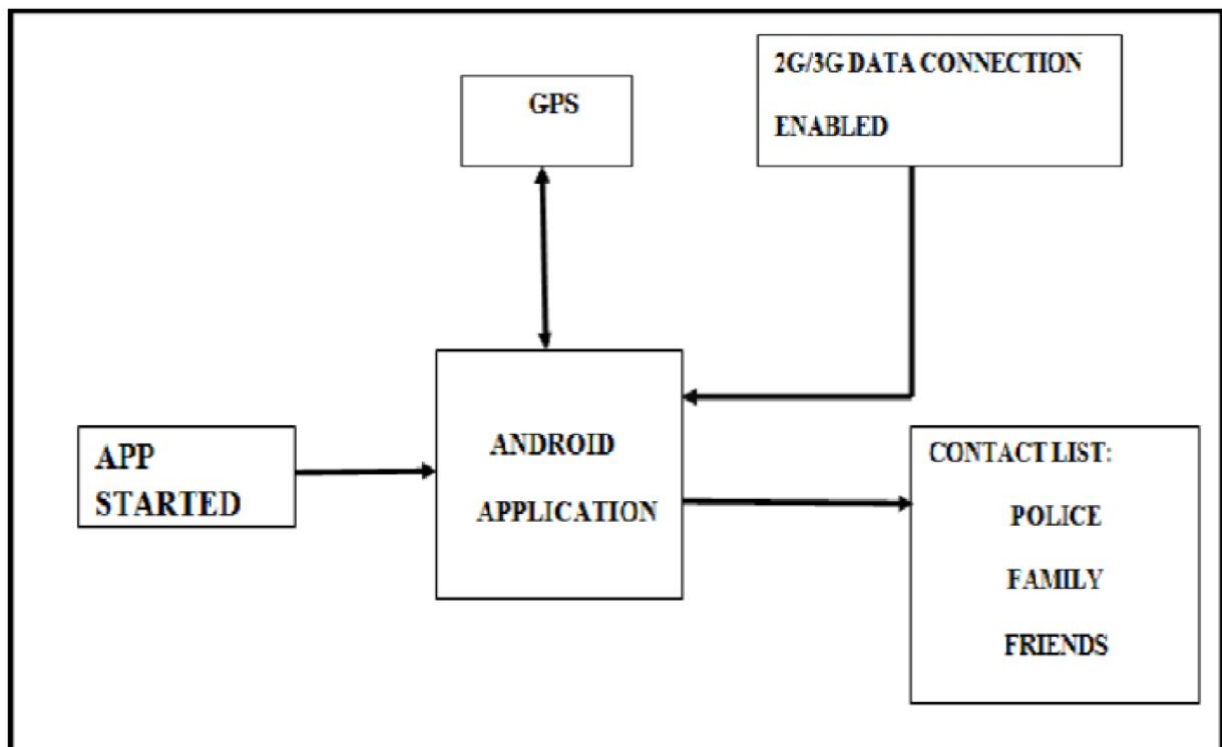 GPS
2G/3G DATA CONNECTION
ENABLED
APP
STARTED
ANDROID
APPLICATION
CONTACT LIST:
POLICE
FAMILY
FRIENDS